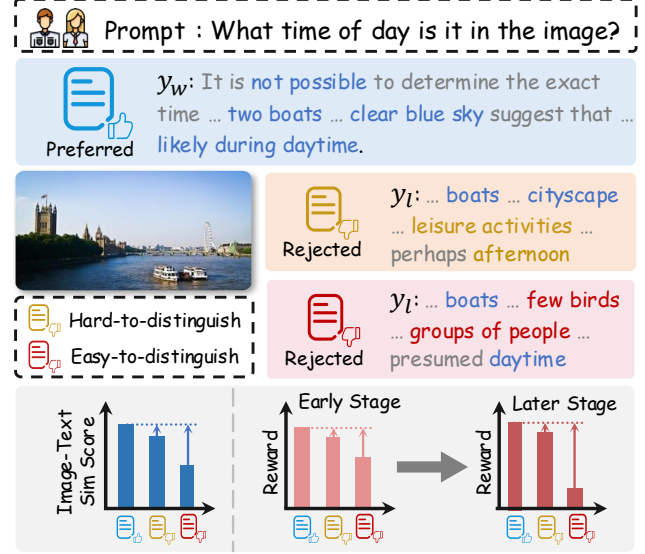 Prompt : What time of day is it in the image?
y_w: It is not possible to determine the exact
time … two boats … clear blue sky suggest that …
likely during daytime.
Preferred
y_l: … boats … cityscape
… leisure activities …
perhaps afternoon
Rejected
y_l: … boats … few birds
… groups of people …
presumed daytime
Rejected
Hard-to-distinguish
Easy-to-distinguish
Image-Text
Sim Score
Early Stage
Reward
Later Stage
Reward